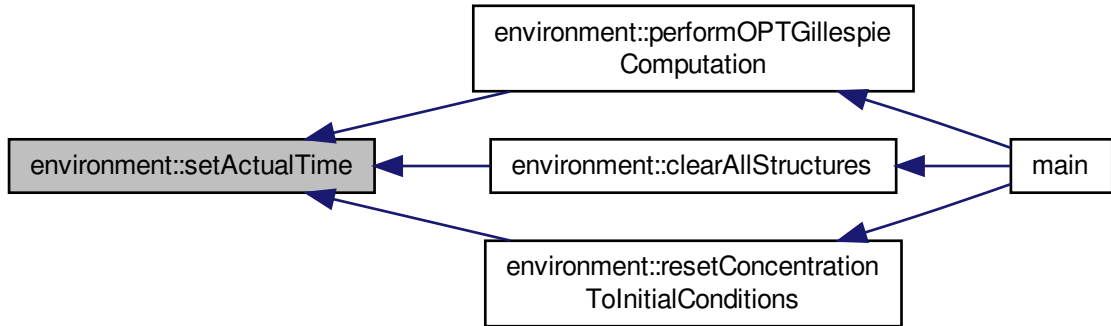 environment::performOPTGillespie
Computation
environment::setActualTime
environment::clearAllStructures
main
environment::resetConcentration
ToInitialConditions